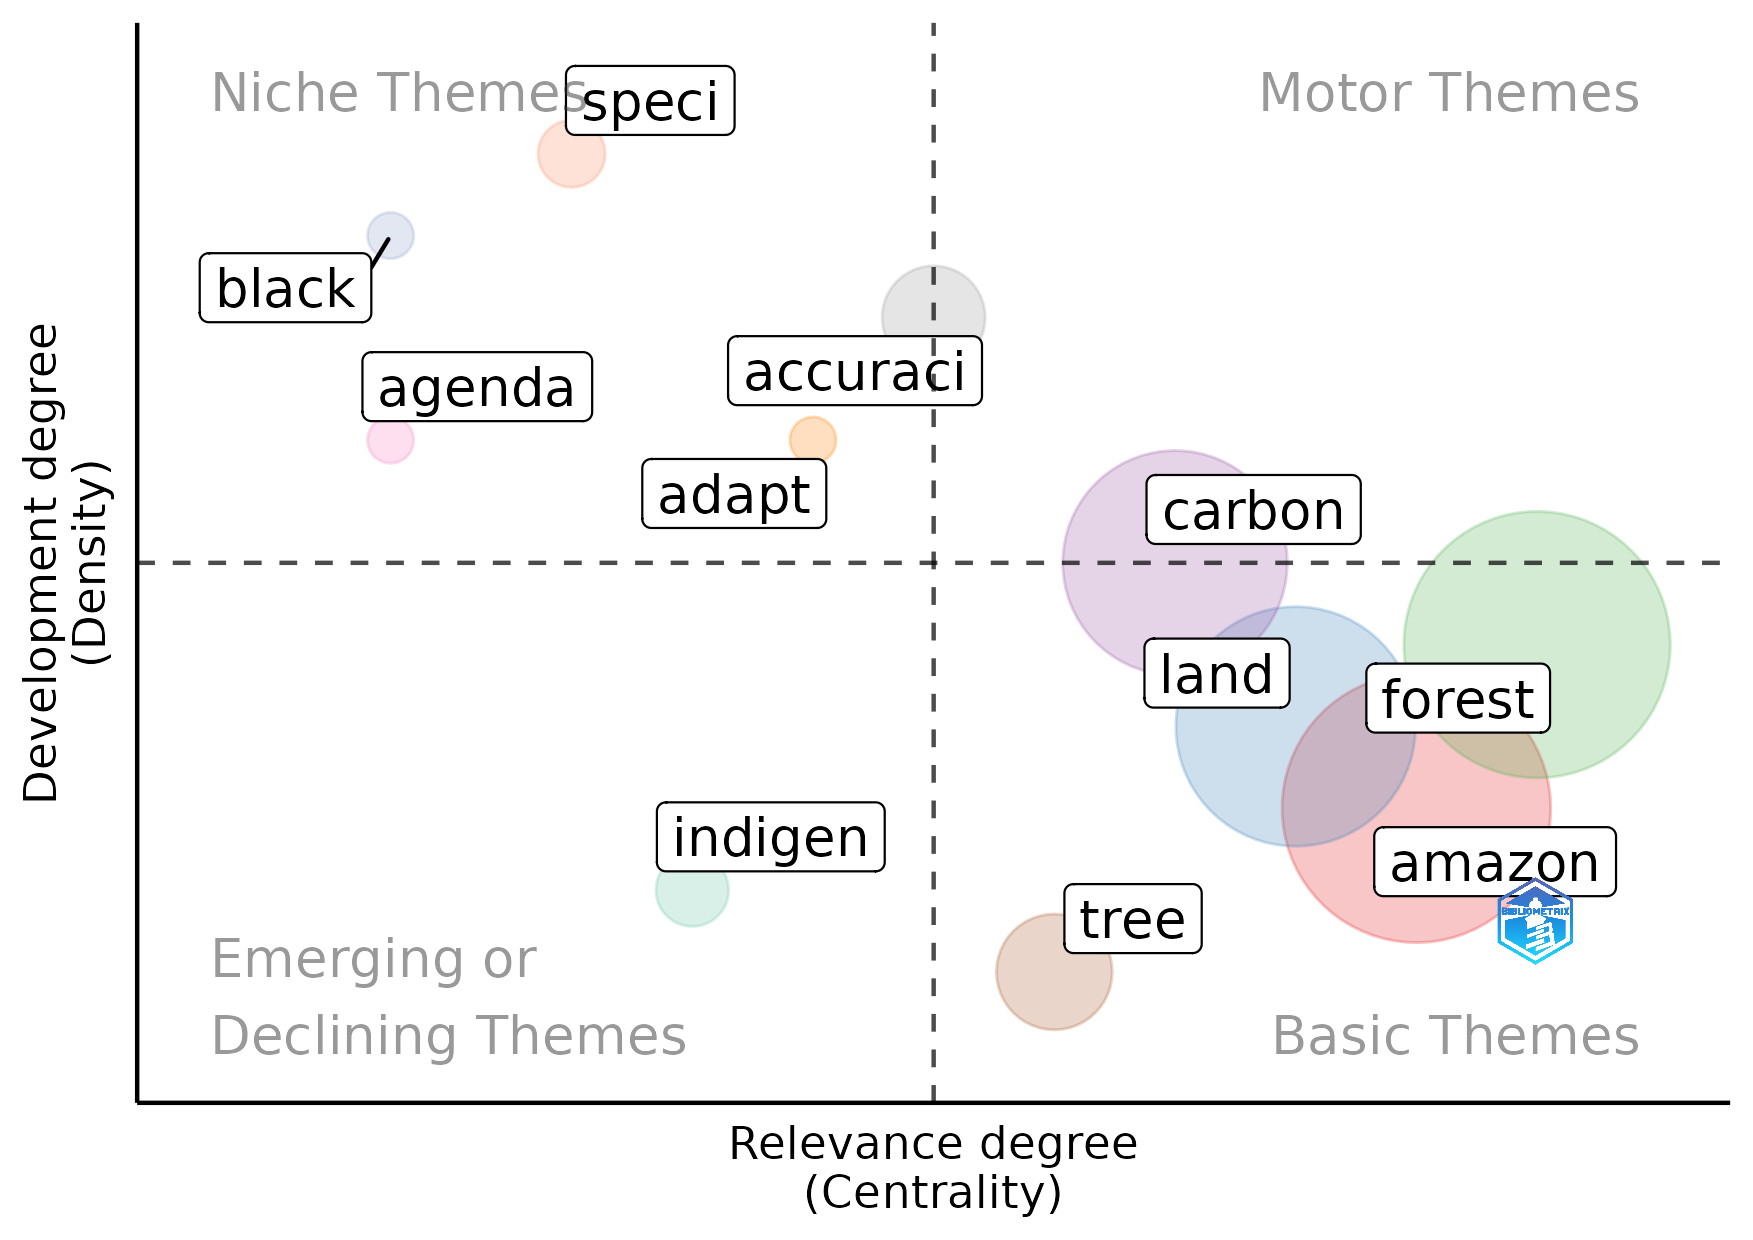 Niche Themes
Motor Themes
speci
black
agenda
accuraci
adapt
carbon
land
forest
indigen
amazon
BIBLIOMETRIX
tree
Emerging or
Declining Themes
Basic Themes
Development degree
(Density)
Relevance degree
(Centrality)